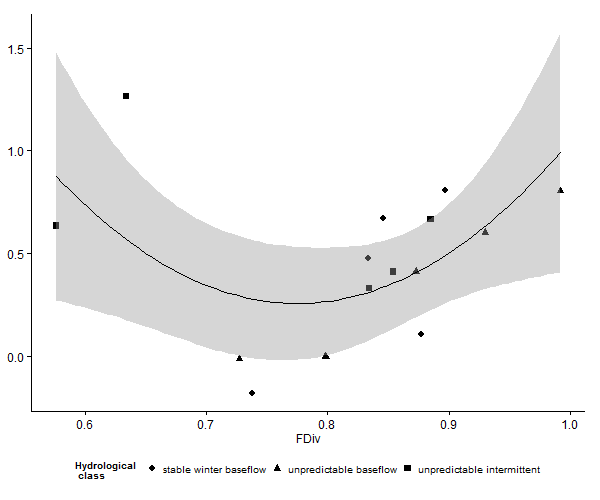 1.5
1.0
0.5
0.0
0.6 0.7 0.8 0.9 1.0
FDiv
Hydrological
class
stable winter baseflow unpredictable baseflow unpredictable intermittent